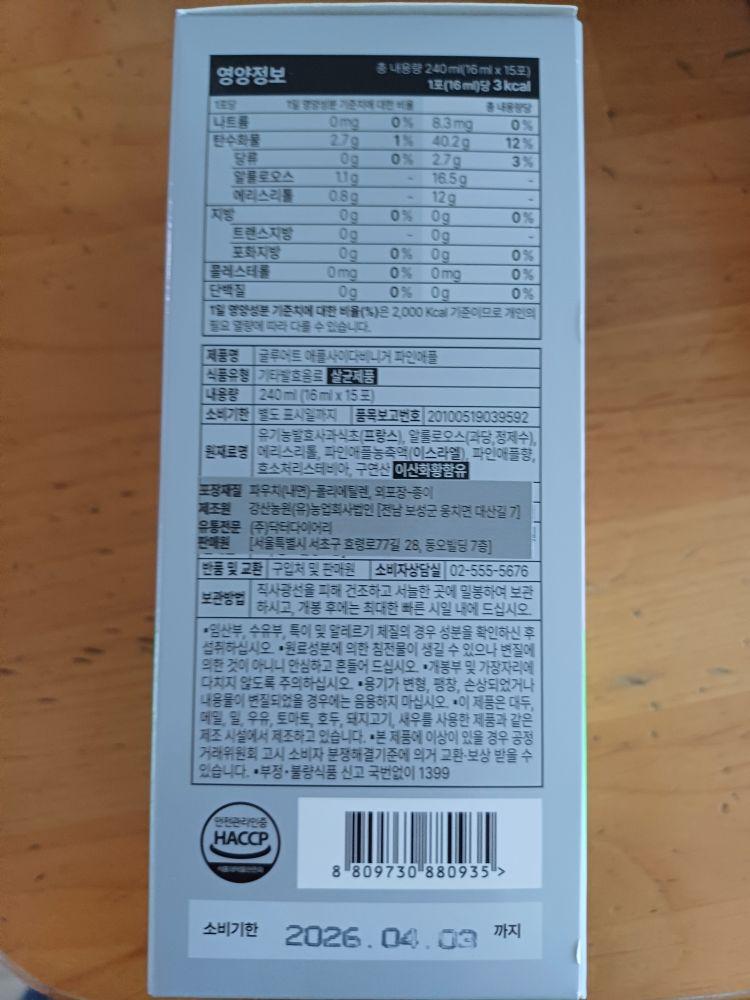 영양정보
총 내용량 240 ml(16 ml x 15포)
1포(16 ml)당 3 kcal
1포당 1일 영양성분 기준치에 대한 비율 총 내용량당
나트륨 0 mg 0 % 8.3 mg 0 %
탄수화물 2.7 g 1 % 40.2 g 12 %
당류 0 g 0 % 2.7 g 3 %
알룰로오스 1.1 g - 16.5 g -
에리스리톨 0.8 g - 12 g -
지방 0 g 0 % 0 g 0 %
트랜스지방 0 g - 0 g -
포화지방 0 g 0 % 0 g 0 %
콜레스테롤 0 mg 0 % 0 mg 0 %
단백질 0 g 0 % 0 g 0 %
1일 영양성분 기준치에 대한 비율(%)은 2,000 Kcal 기준이므로 개인의
필요 열량에 따라 다를 수 있습니다.
제품명 글루어트 애플사이다비니거 파인애플
식품유형 기타발효음료 살균제품
내용량 240 ml (16 ml x 15 포)
소비기한 별도 표시일까지 품목보고번호 20100519039592
원재료명 유기농발효사과식초(프랑스), 알룰로오스(과당,정제수),
에리스리톨, 파인애플농축액(이스라엘), 파인애플향,
효소처리스테비아, 구연산 이산화황함유
포장재질 파우치(내면)-폴리에틸렌, 외포장-종이
제조원 강산농원(유)농업회사법인 [전남 보성군 웅치면 대산길 7]
유통전문 (주)닥터다이어리
판매원 [서울특별시 서초구 효령로77길 28, 동오빌딩 7층]
반품 및 교환 구입처 및 판매원 소비자상담실 02-555-5676
보관방법 직사광선을 피해 건조하고 서늘한 곳에 밀봉하여 보관
하시고, 개봉 후에는 최대한 빠른 시일 내에 드십시오.
•임산부, 수유부, 특이 및 알레르기 체질의 경우 성분을 확인하신 후
섭취하십시오. •원료성분에 의한 침전물이 생길 수 있으나 변질에
의한 것이 아니니 안심하고 흔들어 드십시오. •개봉부 및 가장자리에
다치지 않도록 주의하십시오. •용기가 변형, 팽창, 손상되었거나
내용물이 변질되었을 경우에는 음용하지 마십시오. •이 제품은 대두,
메밀, 밀, 우유, 토마토, 호두, 돼지고기, 새우를 사용한 제품과 같은
제조 시설에서 제조하고 있습니다. •본 제품에 이상이 있을 경우 공정
거래위원회 고시 소비자 분쟁해결기준에 의거 교환·보상 받을 수
있습니다. •부정·불량식품 신고 국번없이 1399
안전관리인증
HACCP
8 809730 880935 >
소비기한 2026.04.03 까지